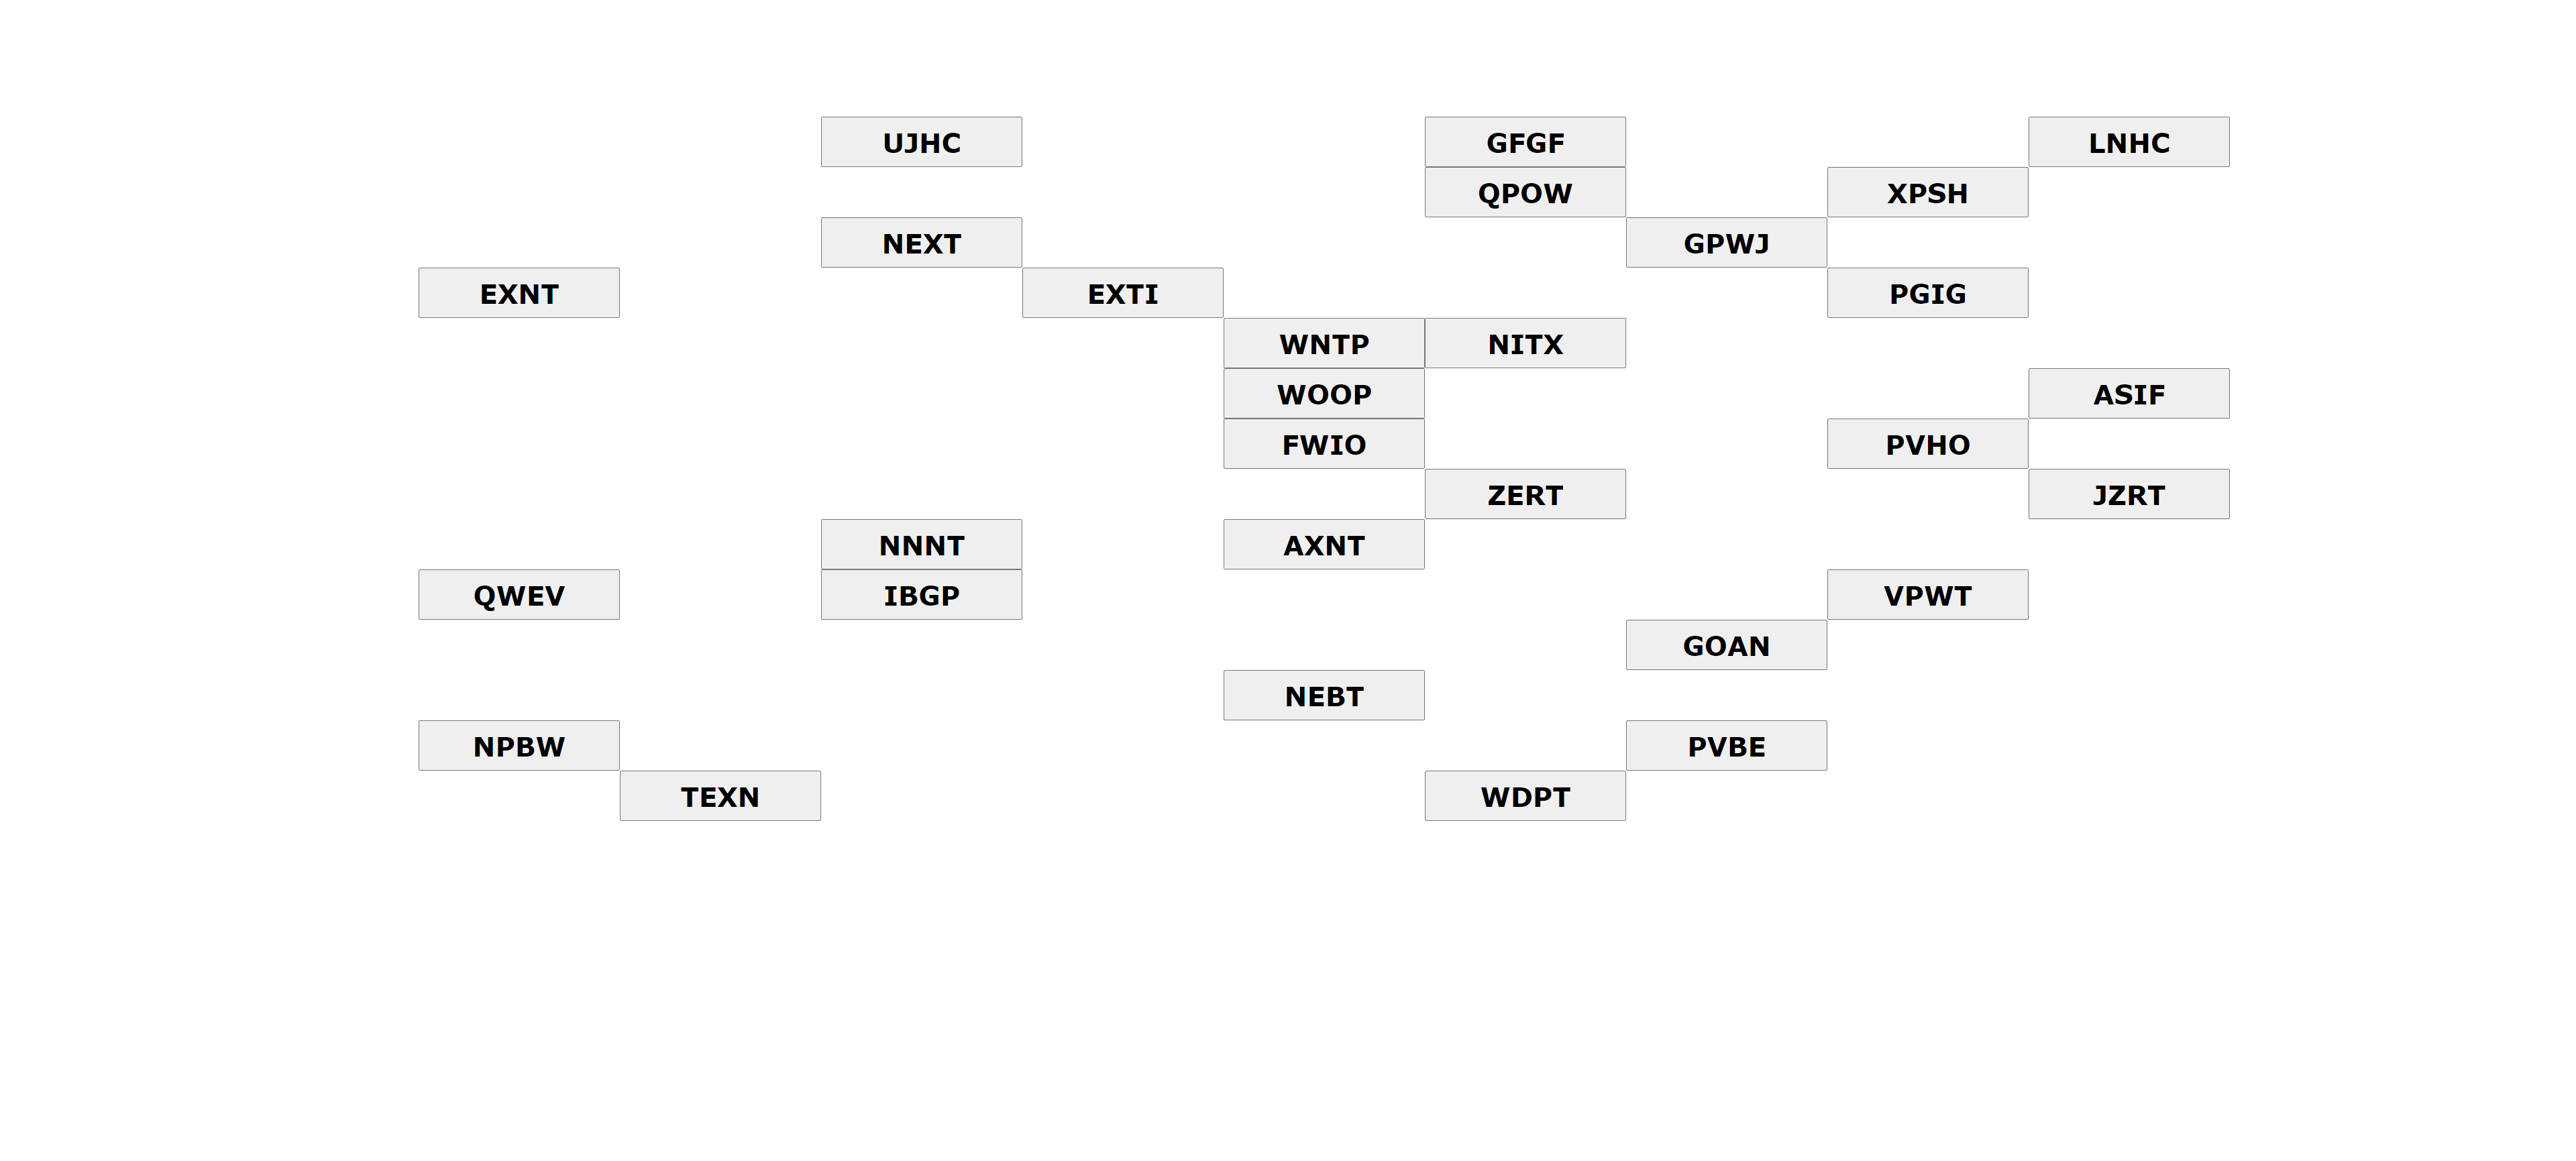 UJHC GFGF LNHC
QPOW XPSH
NEXT GPWJ
EXNT EXTI PGIG
WNTP NITX
WOOP ASIF
FWIO PVHO
ZERT JZRT
NNNT AXNT
QWEV IBGP VPWT
GOAN
NEBT
NPBW PVBE
TEXN WDPT